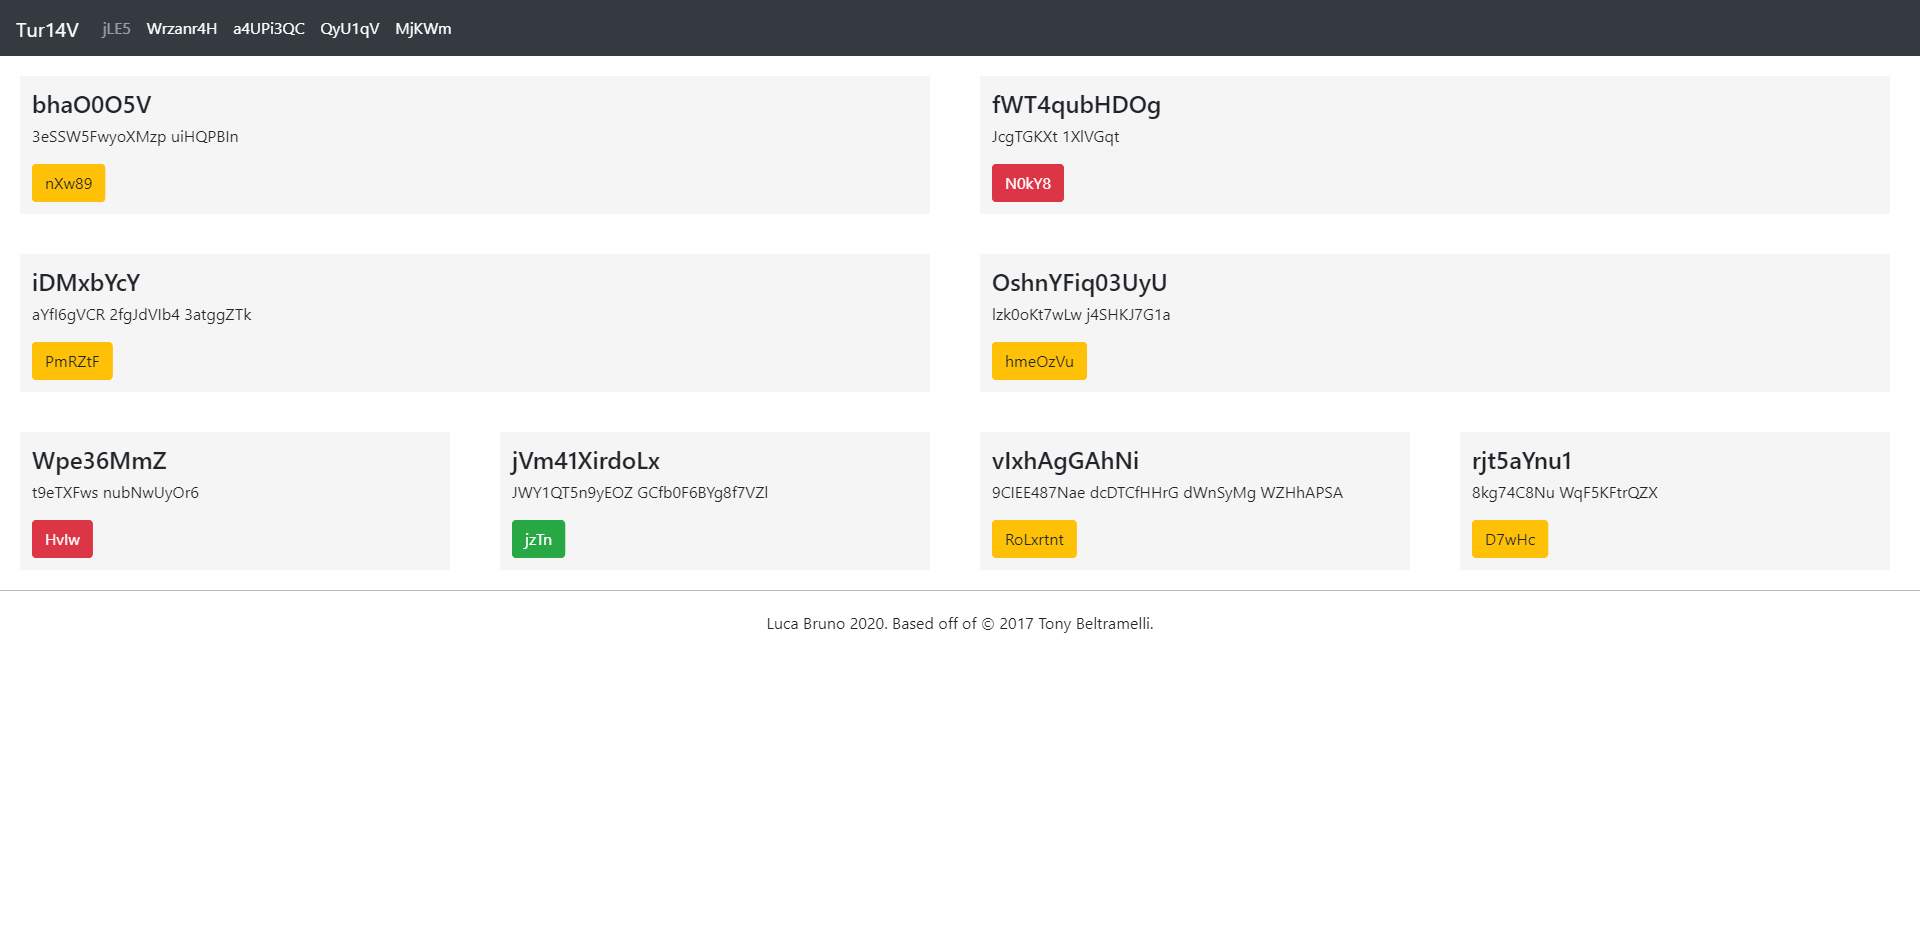 Tur14V jLE5 Wrzanr4H a4UPi3QC QyU1qV MjKWm
bhaO0O5V
3eSSW5FwyoXMzp uiHQPBIn
nXw89
fWT4qubHDOg
JcgTGKXt 1XlVGqt
N0kY8
iDMxbYcY
aYfI6gVCR 2fgJdVIb4 3atggZTk
PmRZtF
OshnYFiq03UyU
lzk0oKt7wLw j4SHKJ7G1a
hmeOzVu
Wpe36MmZ
t9eTXFws nubNwUyOr6
HvIw
jVm41XirdoLx
JWY1QT5n9yEOZ GCfb0F6BYg8f7VZl
jzTn
vIxhAgGAhNi
9CIEE487Nae dcDTCfHHrG dWnSyMg WZHhAPSA
RoLxrtnt
rjt5aYnu1
8kg74C8Nu WqF5KFtrQZX
D7wHc
Luca Bruno 2020. Based off of © 2017 Tony Beltramelli.